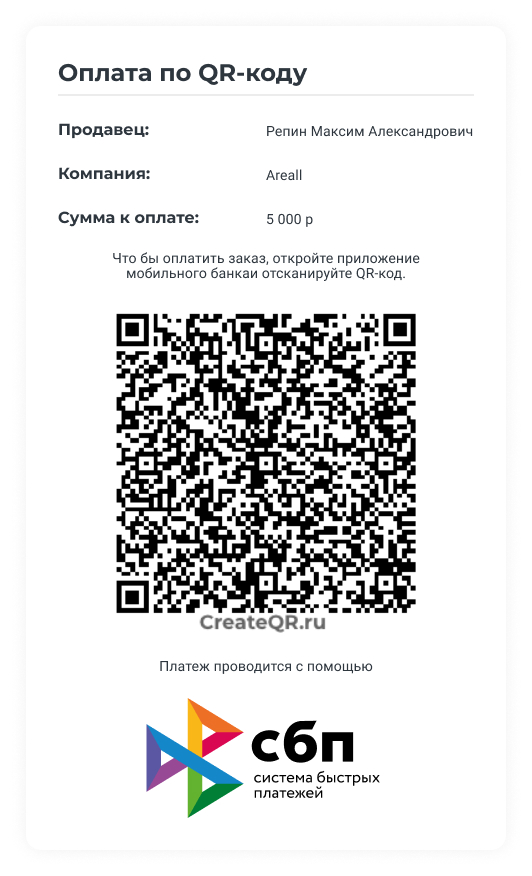 Оплата по QR-коду
Продавец: Репин Максим Александрович
Компания: Areall
Сумма к оплате: 5 000 р
Что бы оплатить заказ, откройте приложение
мобильного банкаи отсканируйте QR-код.
CreateQR.ru
Платеж проводится с помощью
сбп
система быстрых
платежей